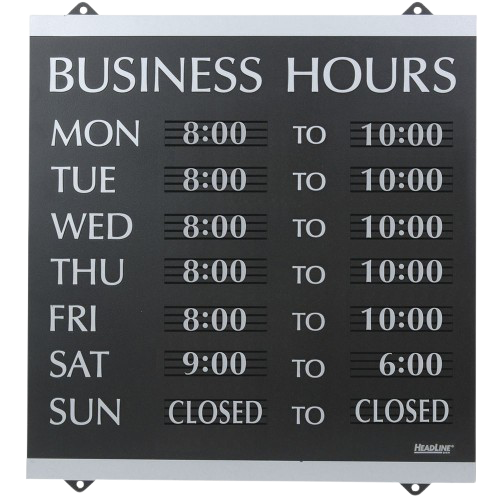 BUSINESS HOURS
MON 8:00 TO 10:00
TUE 8:00 TO 10:00
WED 8:00 TO 10:00
THU 8:00 TO 10:00
FRI 8:00 TO 10:00
SAT 9:00 TO 6:00
SUN CLOSED TO CLOSED
HEADLINE